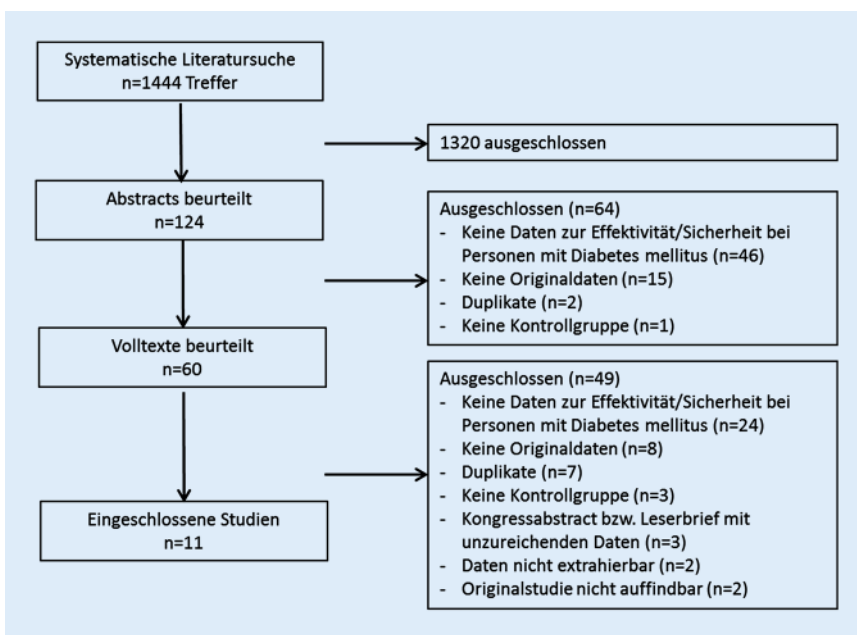 Systematische Literatursuche
n=1444 Treffer
1320 ausgeschlossen
Abstracts beurteilt
n=124
Ausgeschlossen (n=64)
- Keine Daten zur Effektivität/Sicherheit bei
Personen mit Diabetes mellitus (n=46)
- Keine Originaldaten (n=15)
- Duplikate (n=2)
- Keine Kontrollgruppe (n=1)
Volltexte beurteilt
n=60
Ausgeschlossen (n=49)
- Keine Daten zur Effektivität/Sicherheit bei
Personen mit Diabetes mellitus (n=24)
- Keine Originaldaten (n=8)
- Duplikate (n=7)
- Keine Kontrollgruppe (n=3)
- Kongressabstract bzw. Leserbrief mit
unzureichenden Daten (n=3)
- Daten nicht extrahierbar (n=2)
- Originalstudie nicht auffindbar (n=2)
Eingeschlossene Studien
n=11